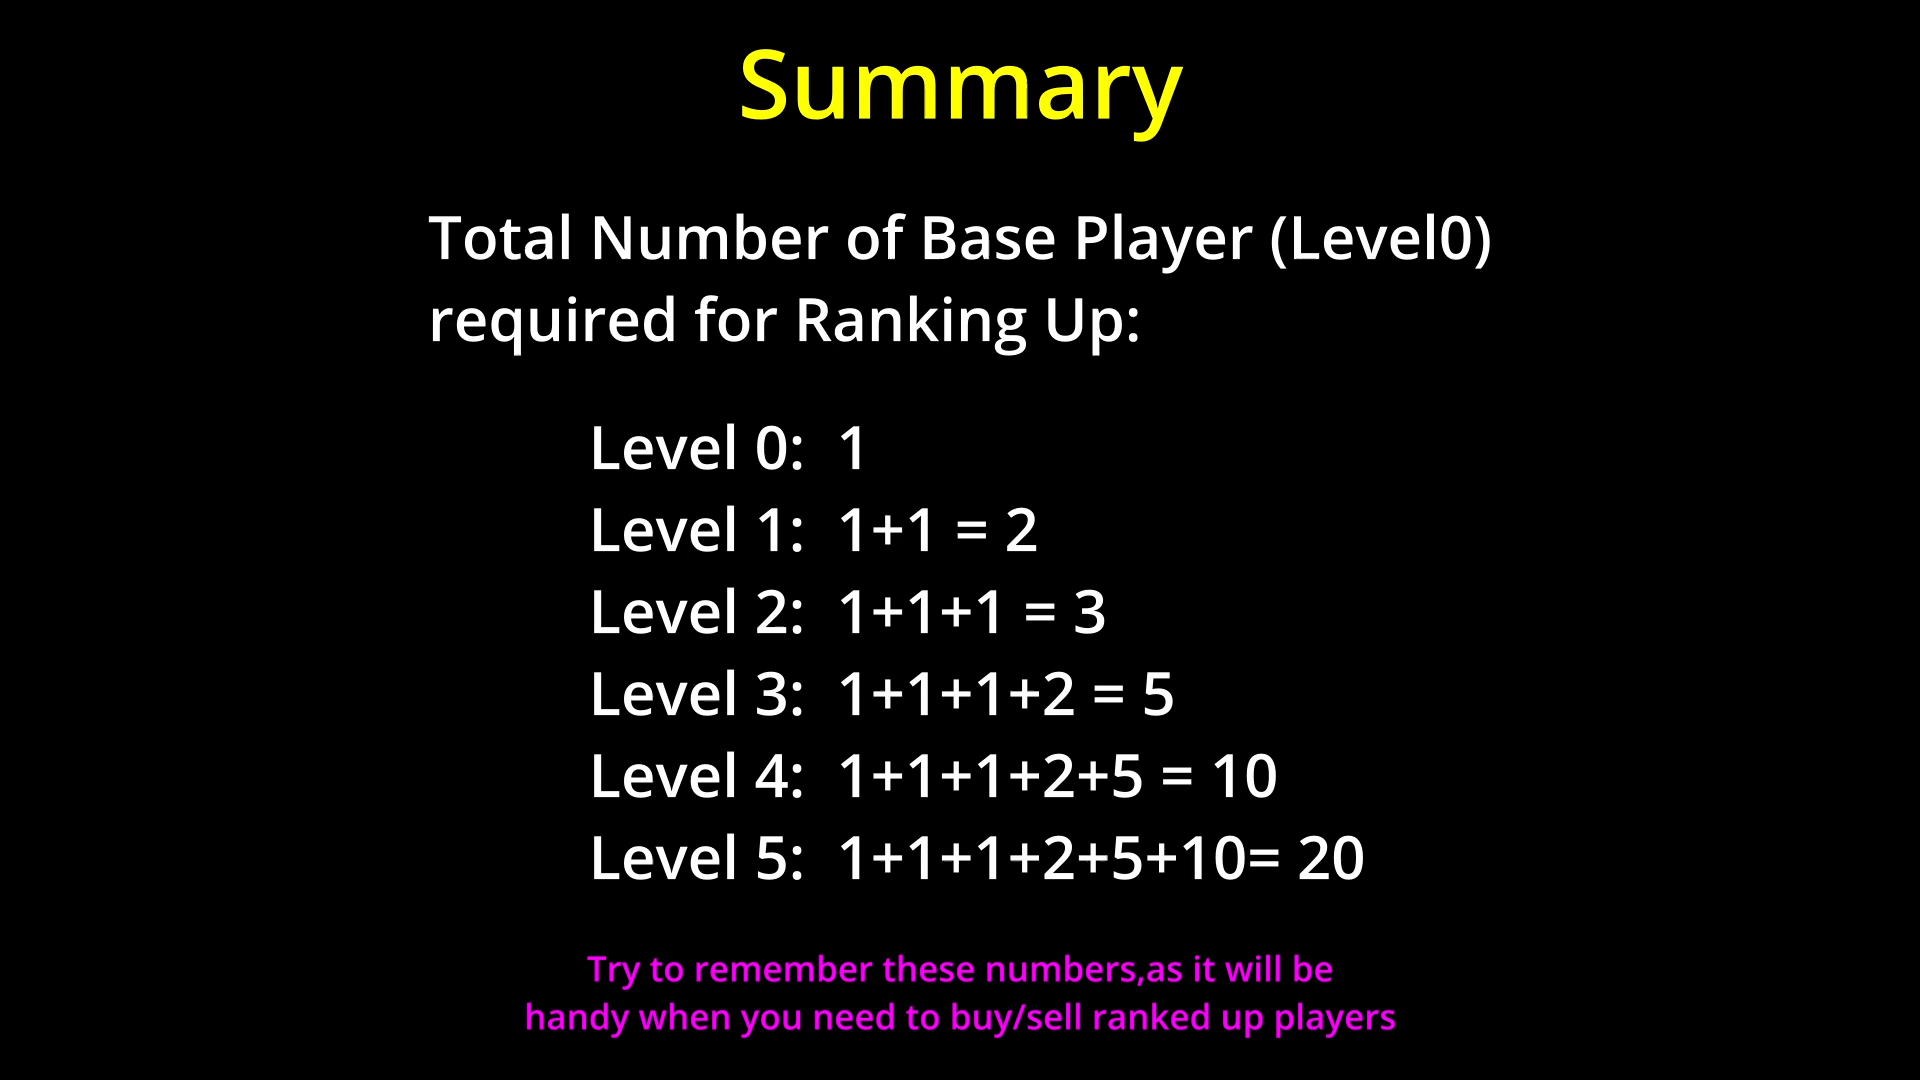 Summary
Total Number of Base Player (Level0)
required for Ranking Up:
Level 0: 1
Level 1: 1+1 = 2
Level 2: 1+1+1 = 3
Level 3: 1+1+1+2 = 5
Level 4: 1+1+1+2+5 = 10
Level 5: 1+1+1+2+5+10= 20
Try to remember these numbers,as it will be
handy when you need to buy/sell ranked up players